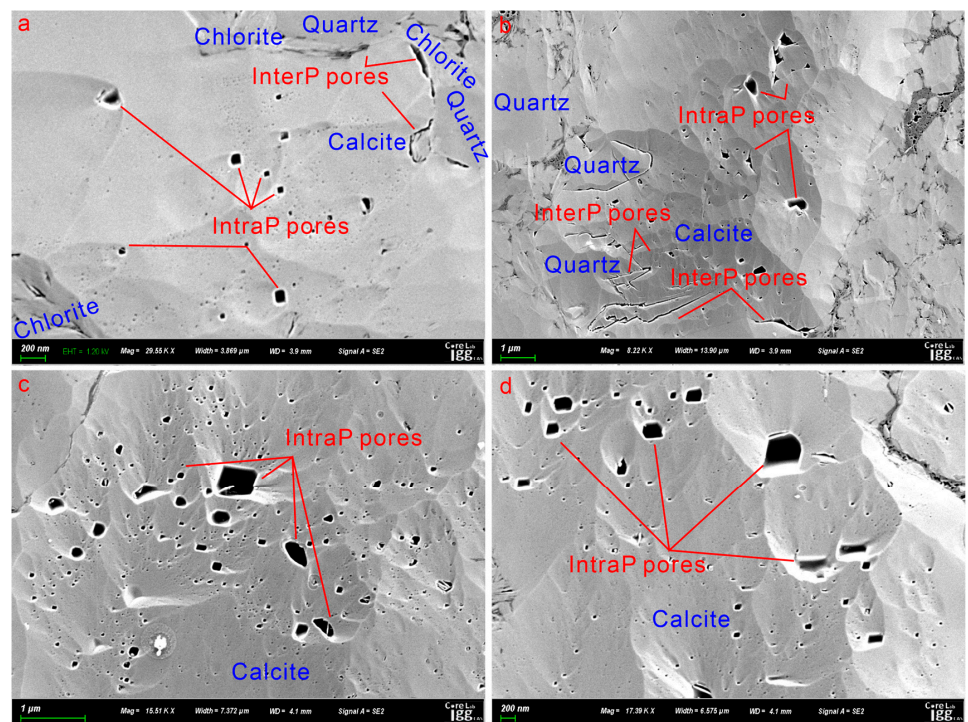 a
Chlorite
Quartz
Chlorite
InterP pores
Quartz
Calcite
IntraP pores
Chlorite
200 nm
EHT = 1.20 kV
Mag = 29.55 K X
Width = 3.869 µm
WD = 3.9 mm
Signal A = SE2
b
Quartz
IntraP pores
Quartz
InterP pores
Calcite
Quartz
InterP pores
1 µm
Mag = 8.22 K X
Width = 13.90 µm
WD = 3.9 mm
Signal A = SE2
c
IntraP pores
Calcite
1 µm
Mag = 15.51 K X
Width = 7.372 µm
WD = 4.1 mm
Signal A = SE2
d
IntraP pores
Calcite
200 nm
Mag = 17.39 K X
Width = 6.575 µm
WD = 4.1 mm
Signal A = SE2